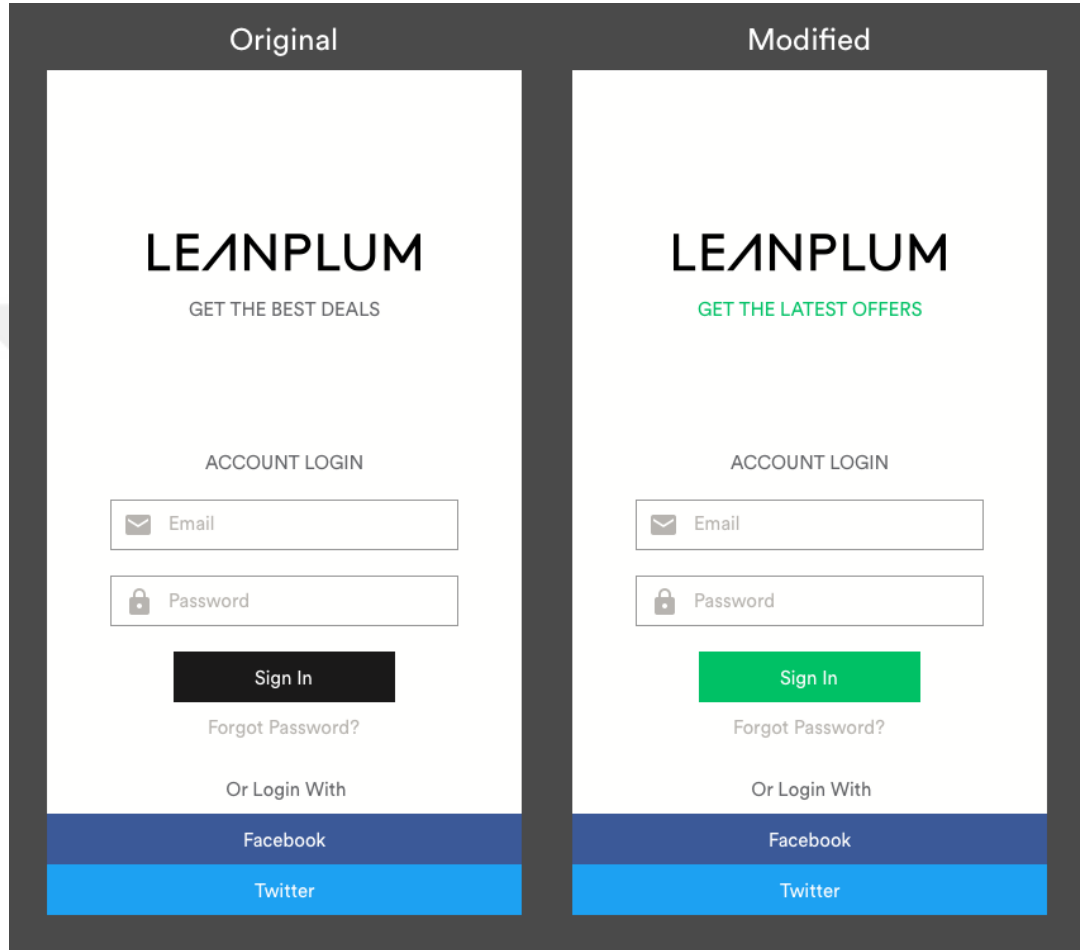 Original
LEANPLUM
GET THE BEST DEALS
ACCOUNT LOGIN
Email
Password
Sign In
Forgot Password?
Or Login With
Facebook
Twitter
Modified
LEANPLUM
GET THE LATEST OFFERS
ACCOUNT LOGIN
Email
Password
Sign In
Forgot Password?
Or Login With
Facebook
Twitter